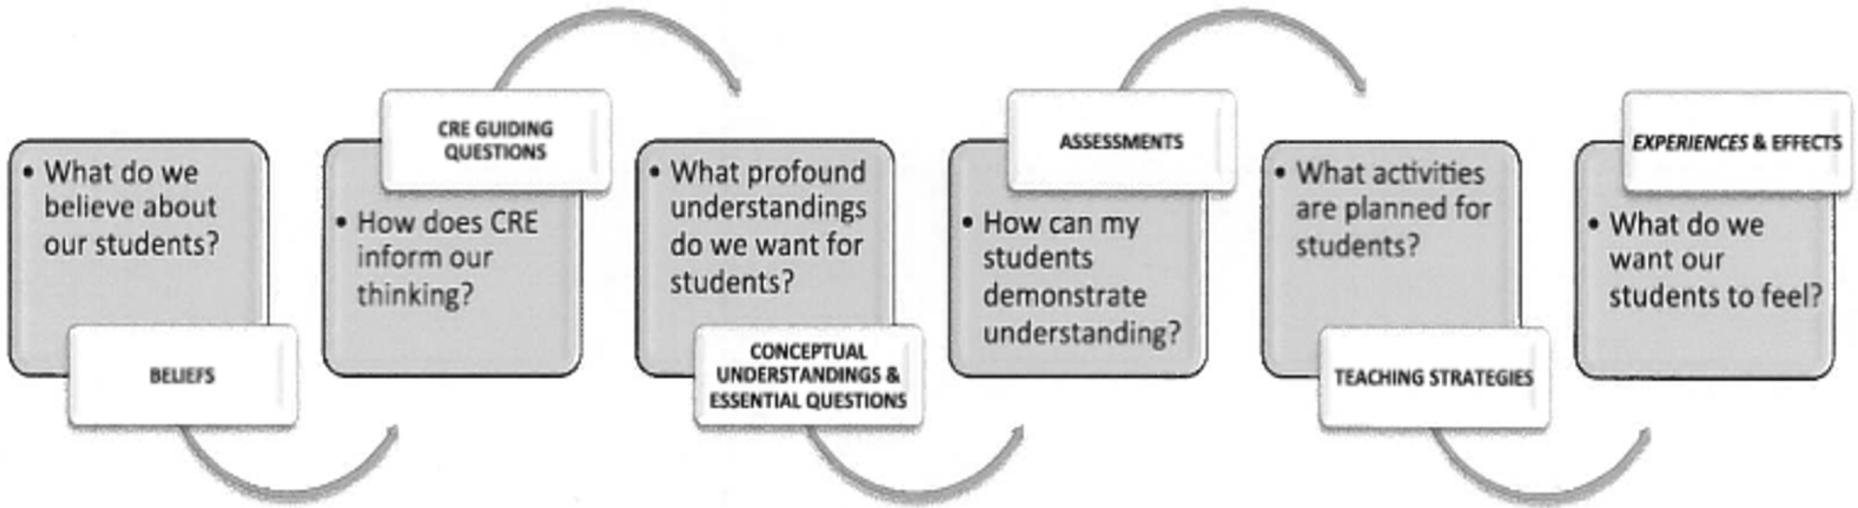 • What do we
believe about
our students?
BELIEFS
CRE GUIDING
QUESTIONS
• How does CRE
inform our
thinking?
• What profound
understandings
do we want for
students?
CONCEPTUAL
UNDERSTANDINGS &
ESSENTIAL QUESTIONS
ASSESSMENTS
• How can my
students
demonstrate
understanding?
• What activities
are planned for
students?
TEACHING STRATEGIES
EXPERIENCES & EFFECTS
• What do we
want our
students to feel?